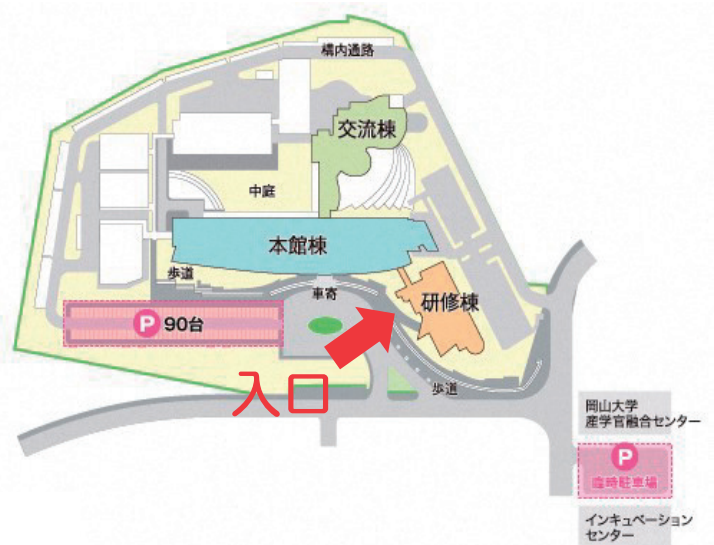 構内通路
交流棟
中庭
本館棟
歩道
車寄
研修棟
P 90台
入口
歩道
岡山大学
産学官融合センター
P
臨時駐車場
インキュベーション
センター